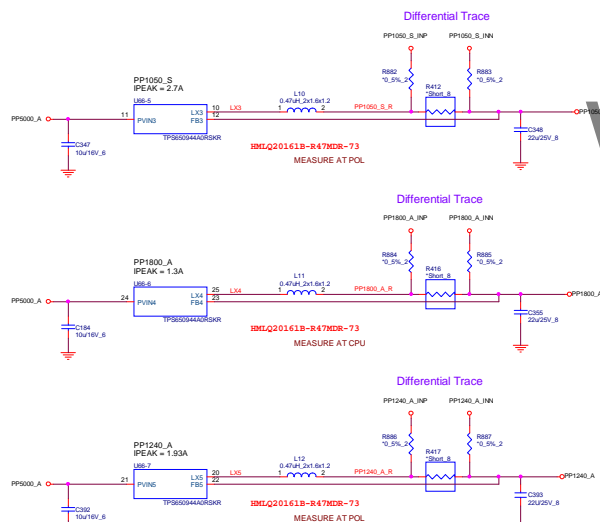 Differential Trace
PP1050_S_INP PP1050_S_INN
PP1050_S
IPEAK = 2.7A
U66-5
R882
*0_5%_2
R883
*0_5%_2
L10
0.47uH_2x1.6x1.2
R412
*Short_8
PP5000_A 11 PVIN3 LX3 10 LX3 1 2 PP1050_S_R PP1050
FB3 12
TPS650944A0RSKR
C347
10u/16V_6
C348
22u/25V_8
HMLQ20161B-R47MDR-73
MEASURE AT POL
Differential Trace
PP1800_A_INP PP1800_A_INN
PP1800_A
IPEAK = 1.3A
U66-6
R884
*0_5%_2
R885
*0_5%_2
L11
0.47uH_2x1.6x1.2
R416
*Short_8
PP5000_A 24 PVIN4 LX4 25 LX4 1 2 PP1800_A_R PP1800_A
FB4 23
TPS650944A0RSKR
C184
10u/16V_6
C355
22u/25V_8
HMLQ20161B-R47MDR-73
MEASURE AT CPU
Differential Trace
PP1240_A_INP PP1240_A_INN
PP1240_A
IPEAK = 1.93A
U66-7
R886
*0_5%_2
R887
*0_5%_2
L12
0.47uH_2x1.6x1.2
R417
*Short_8
PP5000_A 21 PVIN5 LX5 20 LX5 1 2 PP1240_A_R PP1240_A
FB5 22
TPS650944A0RSKR
C392
10u/16V_6
C393
22U/25V_8
HMLQ20161B-R47MDR-73
MEASURE AT POL